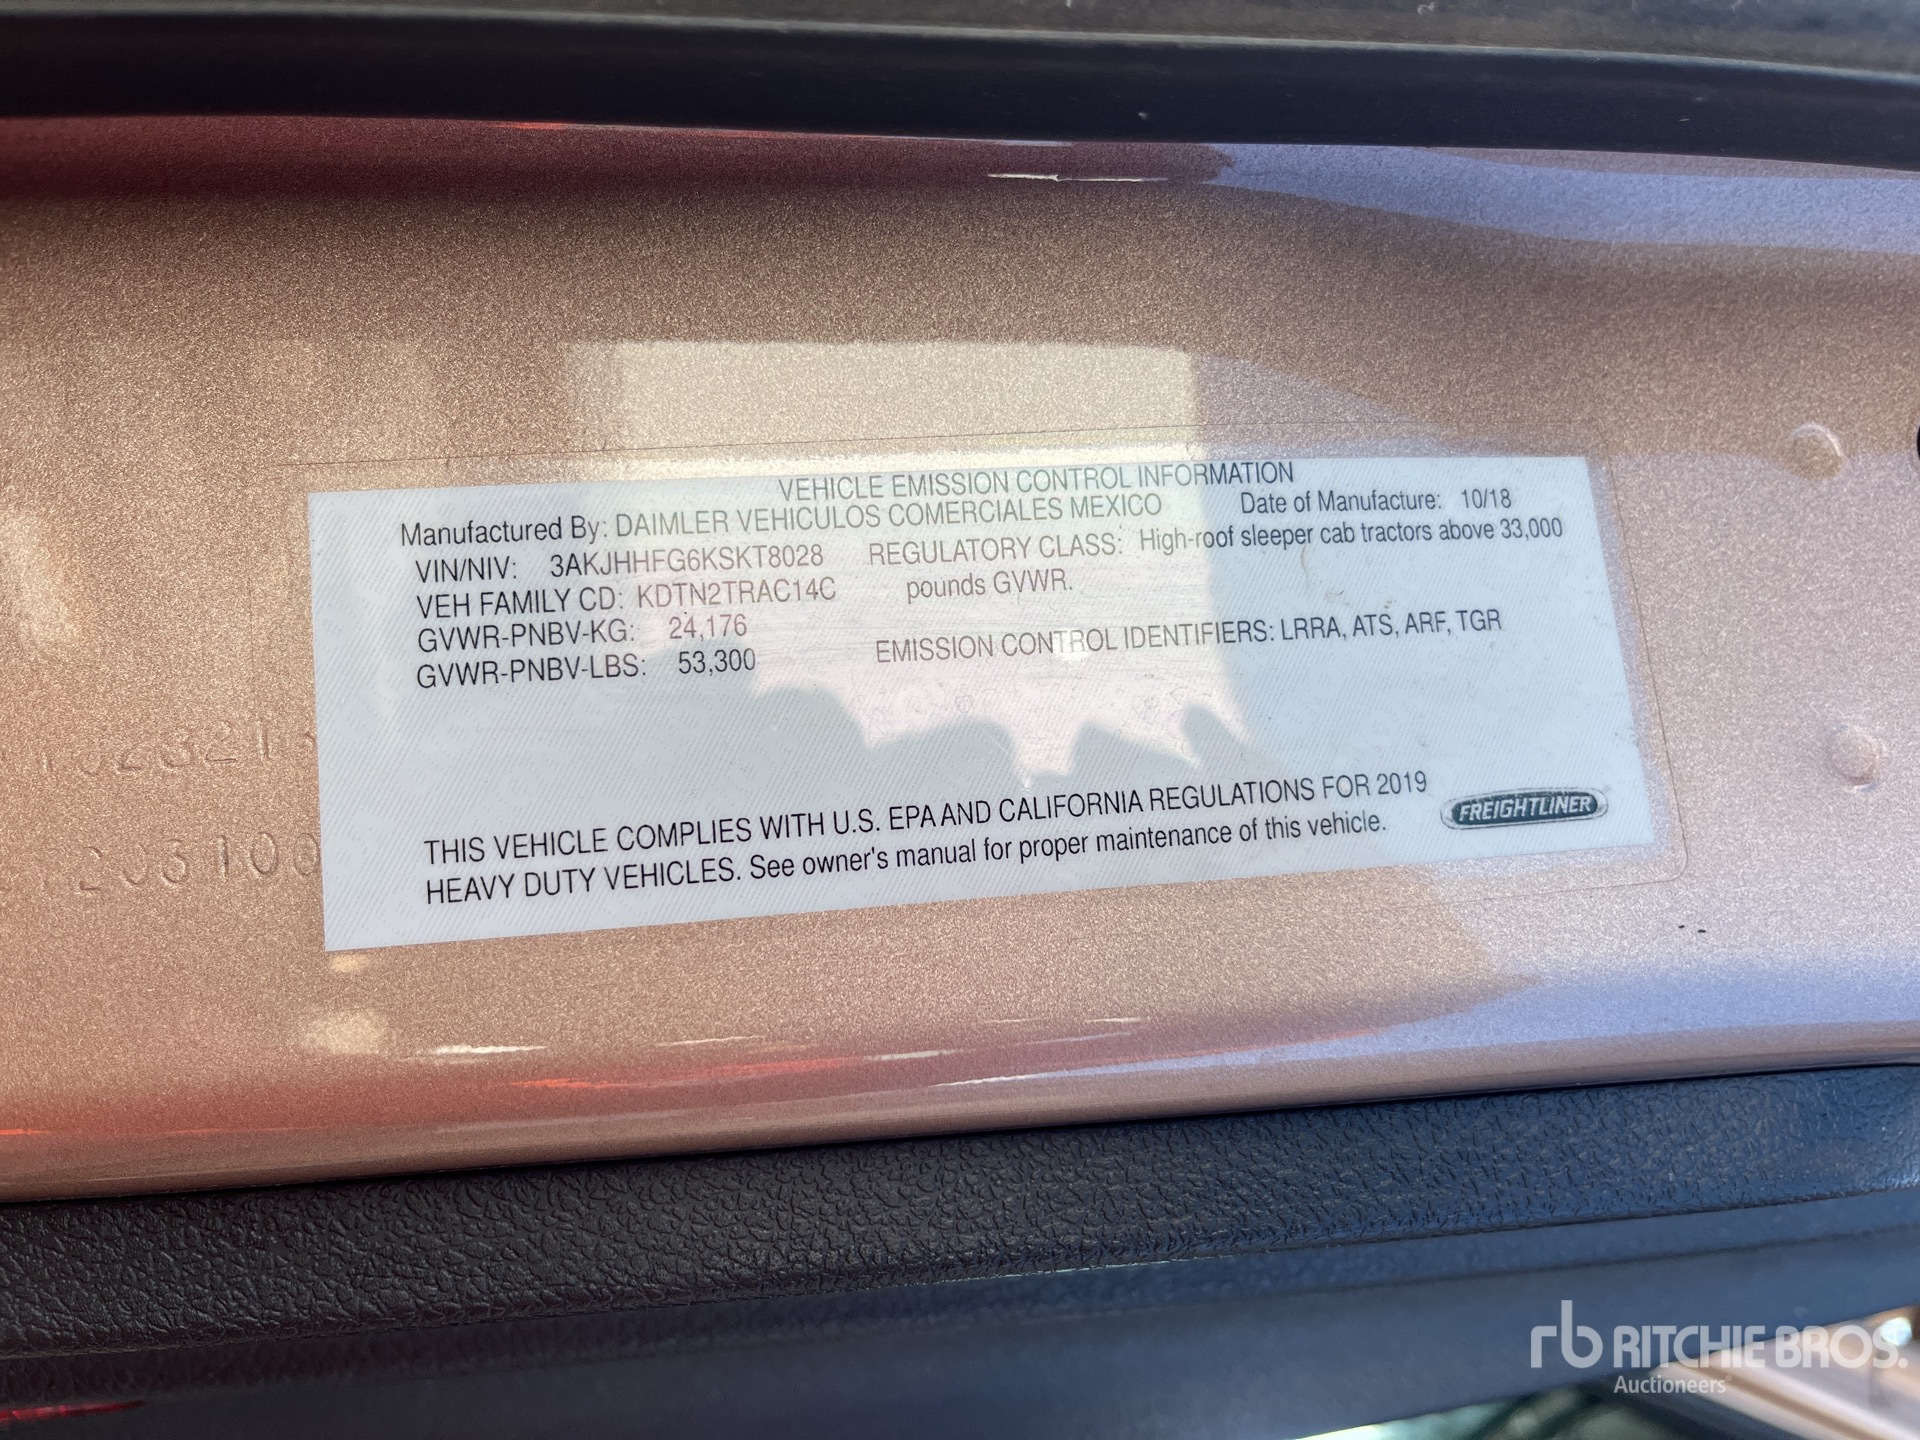 VEHICLE EMISSION CONTROL INFORMATION
Manufactured By: DAIMLER VEHICULOS COMERCIALES MEXICO Date of Manufacture: 10/18
VIN/NIV: 3AKJHHFG6KSKT8028 REGULATORY CLASS: High-roof sleeper cab tractors above 33,000
VEH FAMILY CD: KDTN2TRAC14C pounds GVWR.
GVWR-PNBV-KG: 24,176
GVWR-PNBV-LBS: 53,300 EMISSION CONTROL IDENTIFIERS: LRRA, ATS, ARF, TGR
THIS VEHICLE COMPLIES WITH U.S. EPA AND CALIFORNIA REGULATIONS FOR 2019
HEAVY DUTY VEHICLES. See owner's manual for proper maintenance of this vehicle.
FREIGHTLINER
rb RITCHIE BROS.
Auctioneers